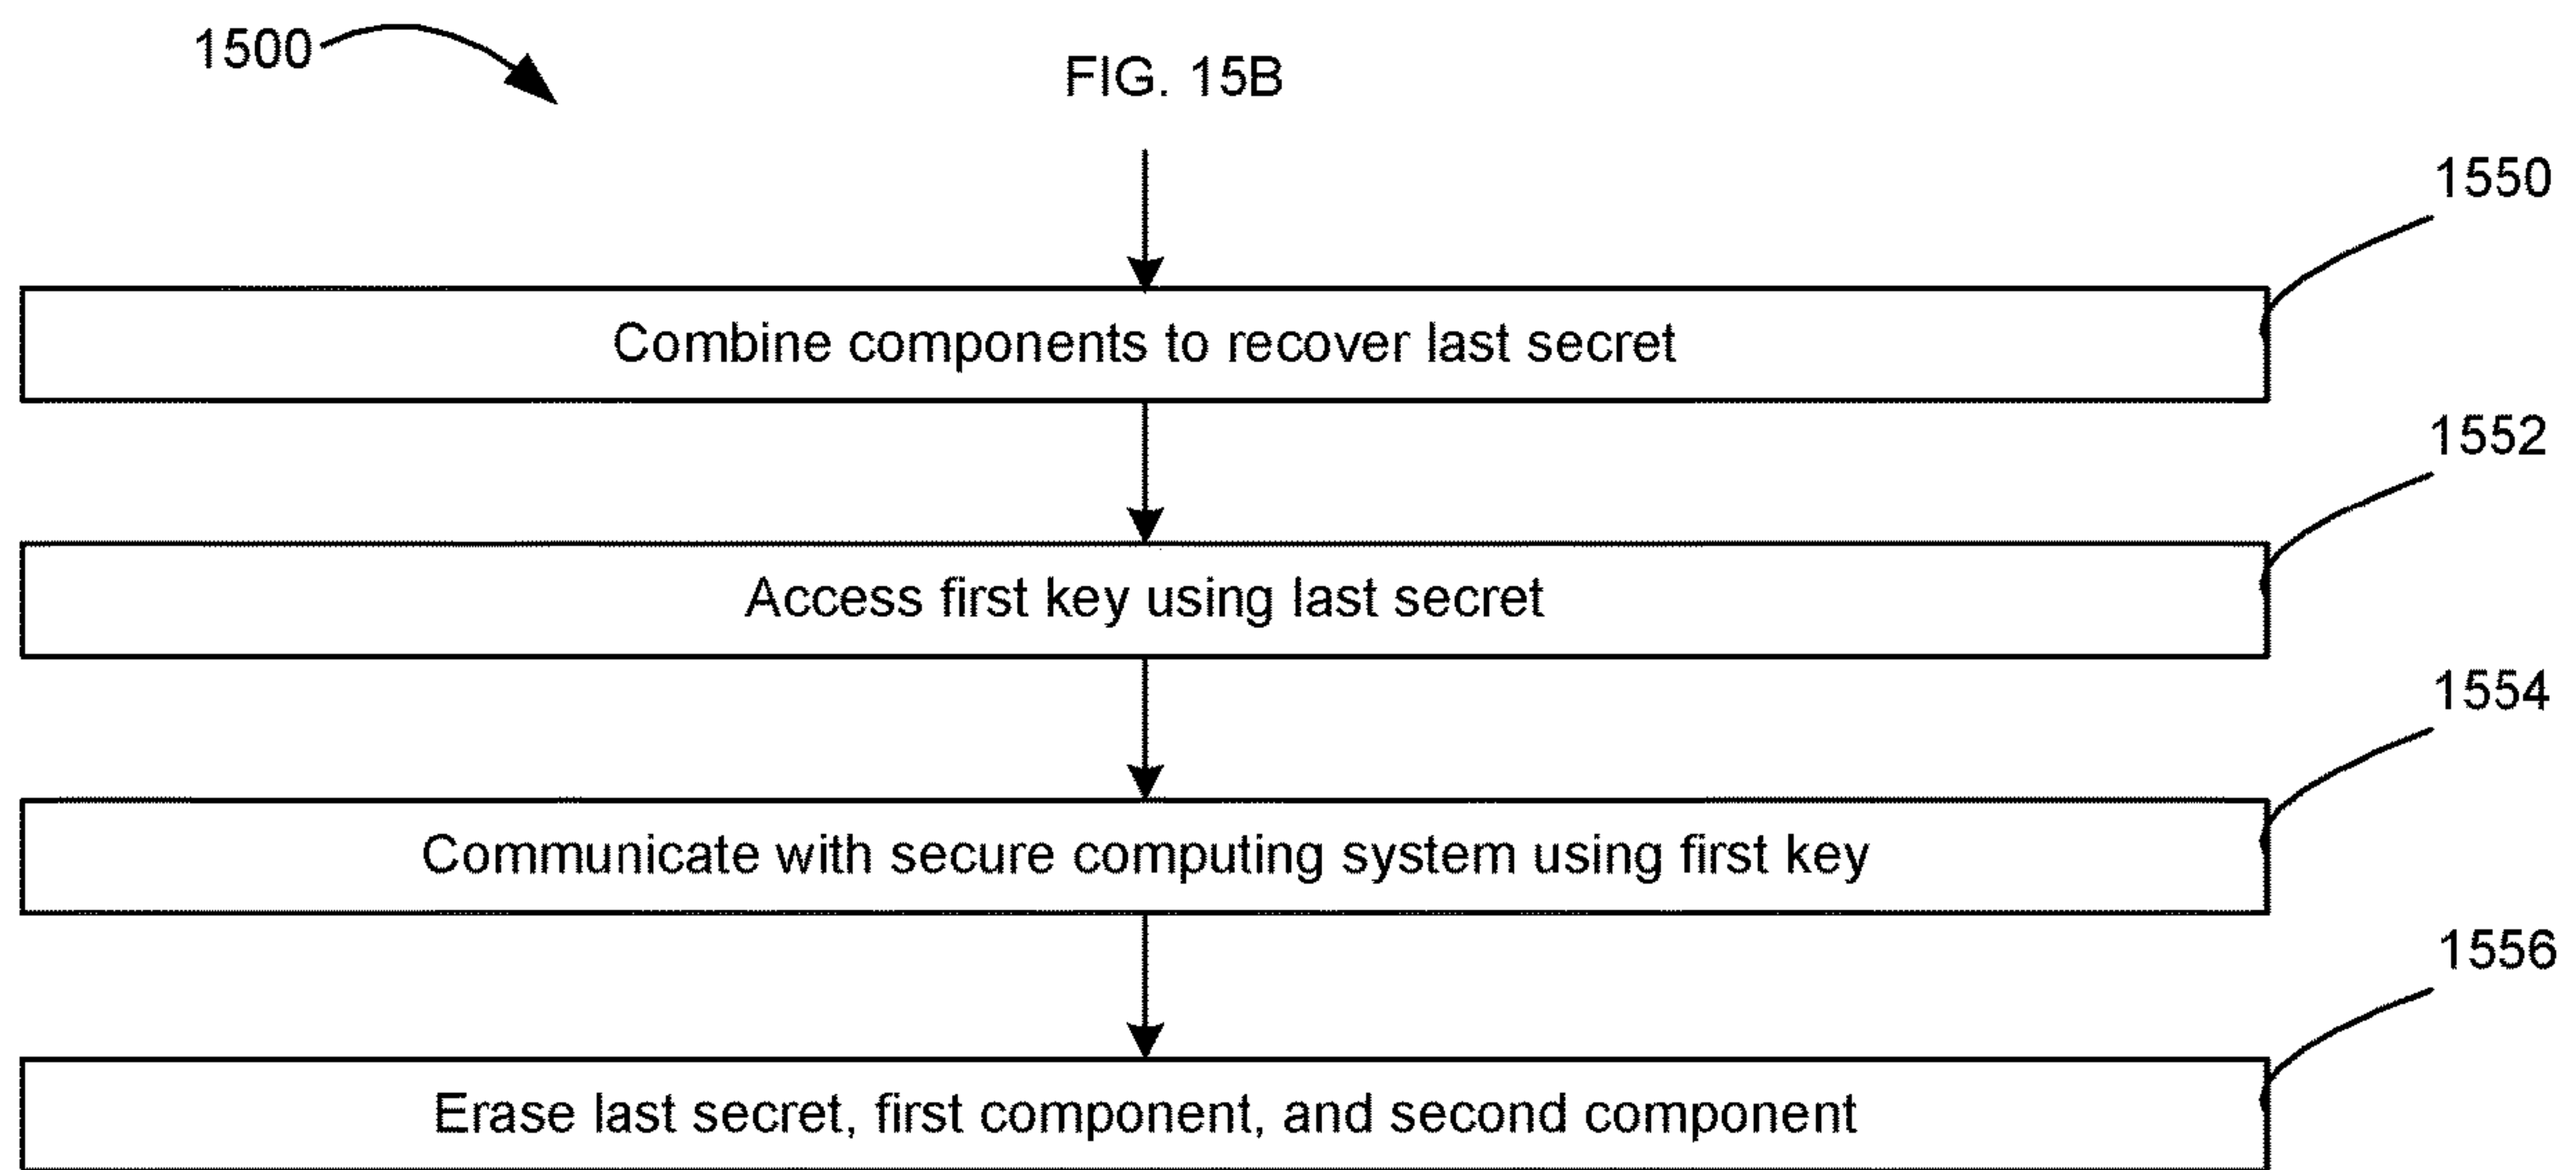 1500
FIG. 15B
1550
Combine components to recover last secret
1552
Access first key using last secret
1554
Communicate with secure computing system using first key
1556
Erase last secret, first component, and second component